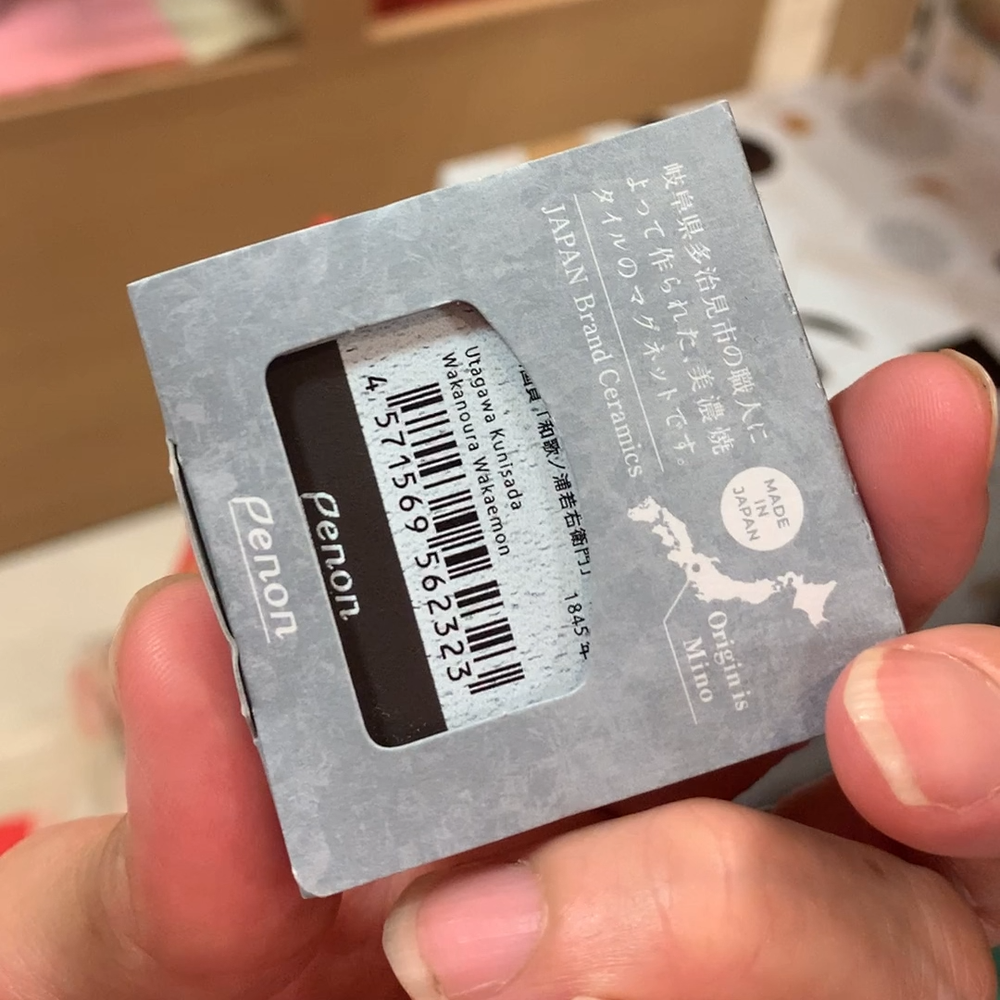 岐阜県多治見市の職人に
よって作られた、美濃焼
タイルのマグネットです。
JAPAN Brand Ceramics
MADE
IN
JAPAN
Origin is
Mino
「和歌ノ浦若右衛門」 1845年
Utagawa Kunisada
Wakanoura Wakaemon
4 571569 562323
Penon
Penon